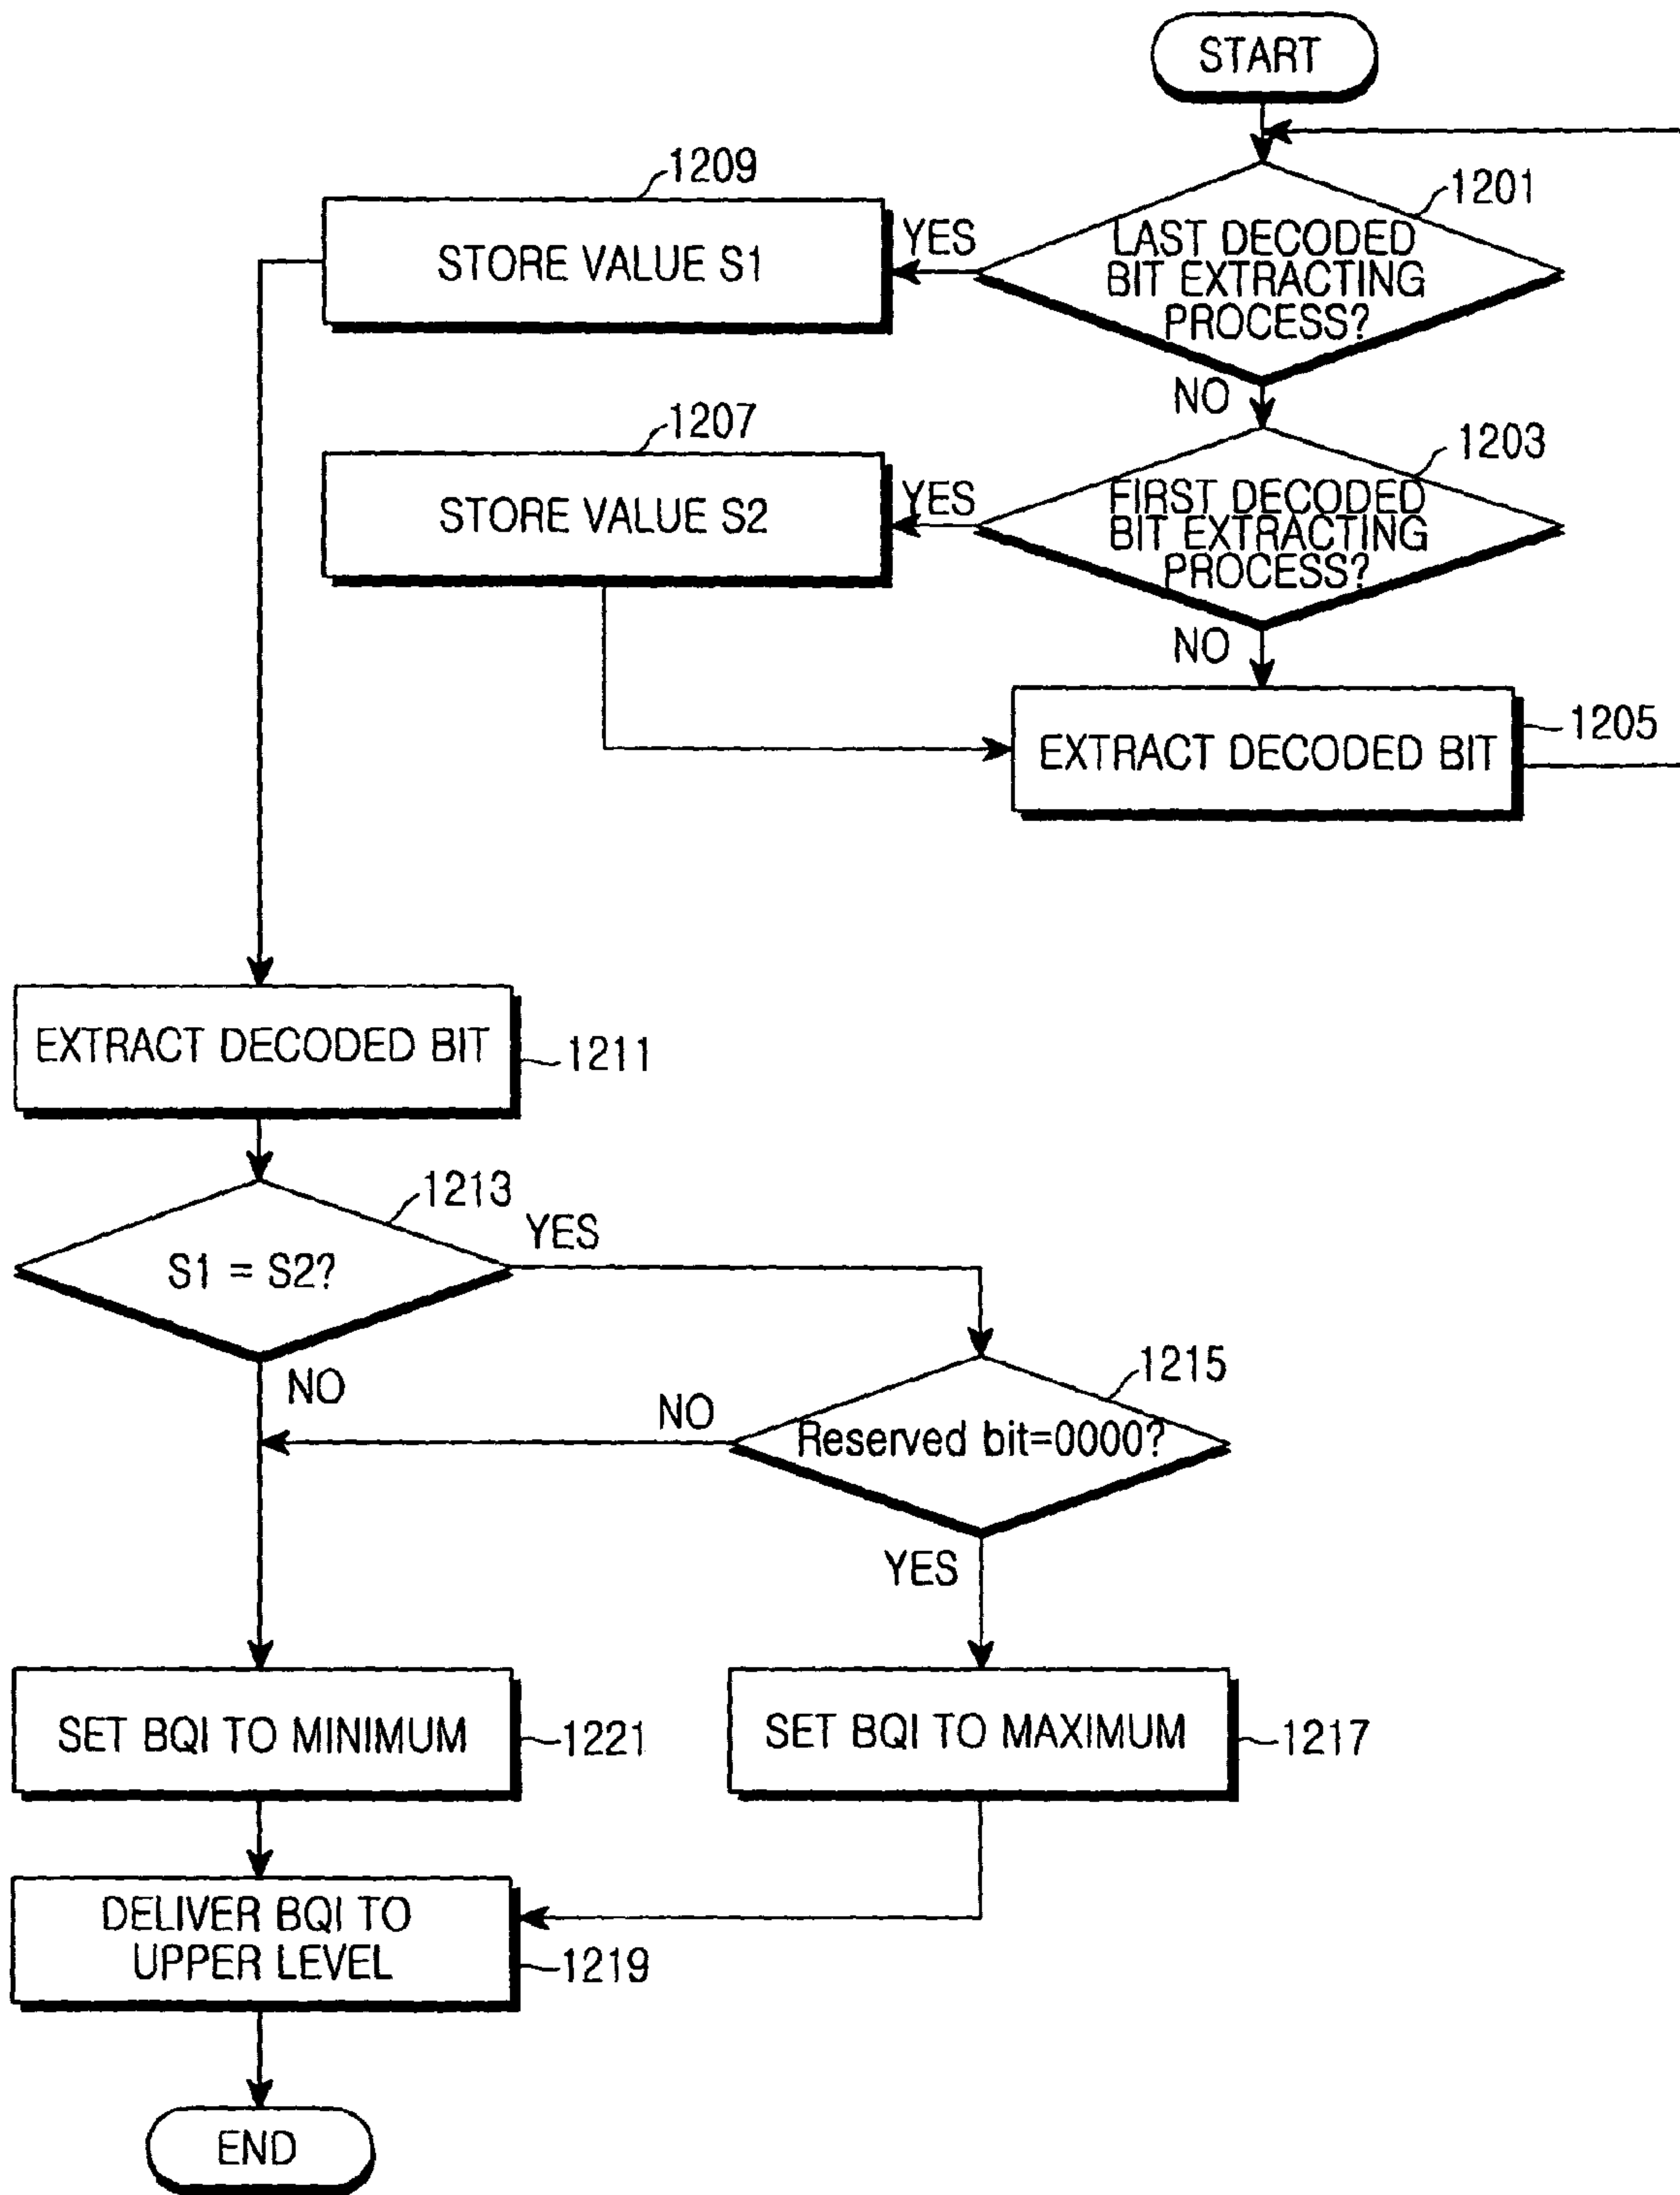 START
1209
1201
STORE VALUE S1
YES
LAST DECODED
BIT EXTRACTING
PROCESS?
NO
1207
1203
STORE VALUE S2
YES
FIRST DECODED
BIT EXTRACTING
PROCESS?
NO
EXTRACT DECODED BIT
1205
EXTRACT DECODED BIT
1211
1213
S1 = S2?
YES
NO
1215
NO
Reserved bit=0000?
YES
SET BQI TO MINIMUM
1221
SET BQI TO MAXIMUM
1217
DELIVER BQI TO
UPPER LEVEL
1219
END